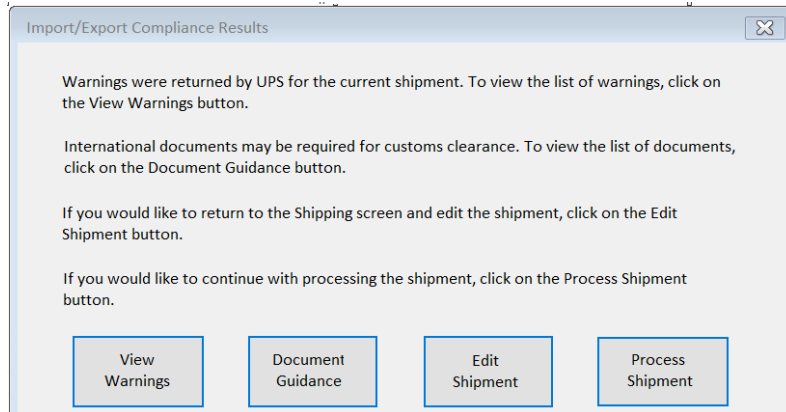 Import/Export Compliance Results
Warnings were returned by UPS for the current shipment. To view the list of warnings, click on
the View Warnings button.
International documents may be required for customs clearance. To view the list of documents,
click on the Document Guidance button.
If you would like to return to the Shipping screen and edit the shipment, click on the Edit
Shipment button.
If you would like to continue with processing the shipment, click on the Process Shipment
button.
View
Warnings
Document
Guidance
Edit
Shipment
Process
Shipment